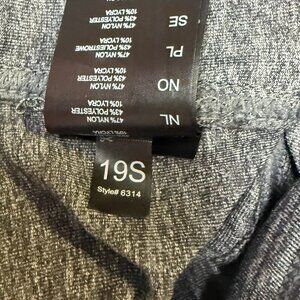 SE
47% NYLON
43% POLYESTER
10% LYCRA
PL
47% NYLON
43% POLIESTROWE
10% LYCRA
NO
47% NYLON
43% POLYESTER
10% LYCRA
NL
47% NYLON
43% POLYESTER
10% LYCRA
19S
Style# 6314